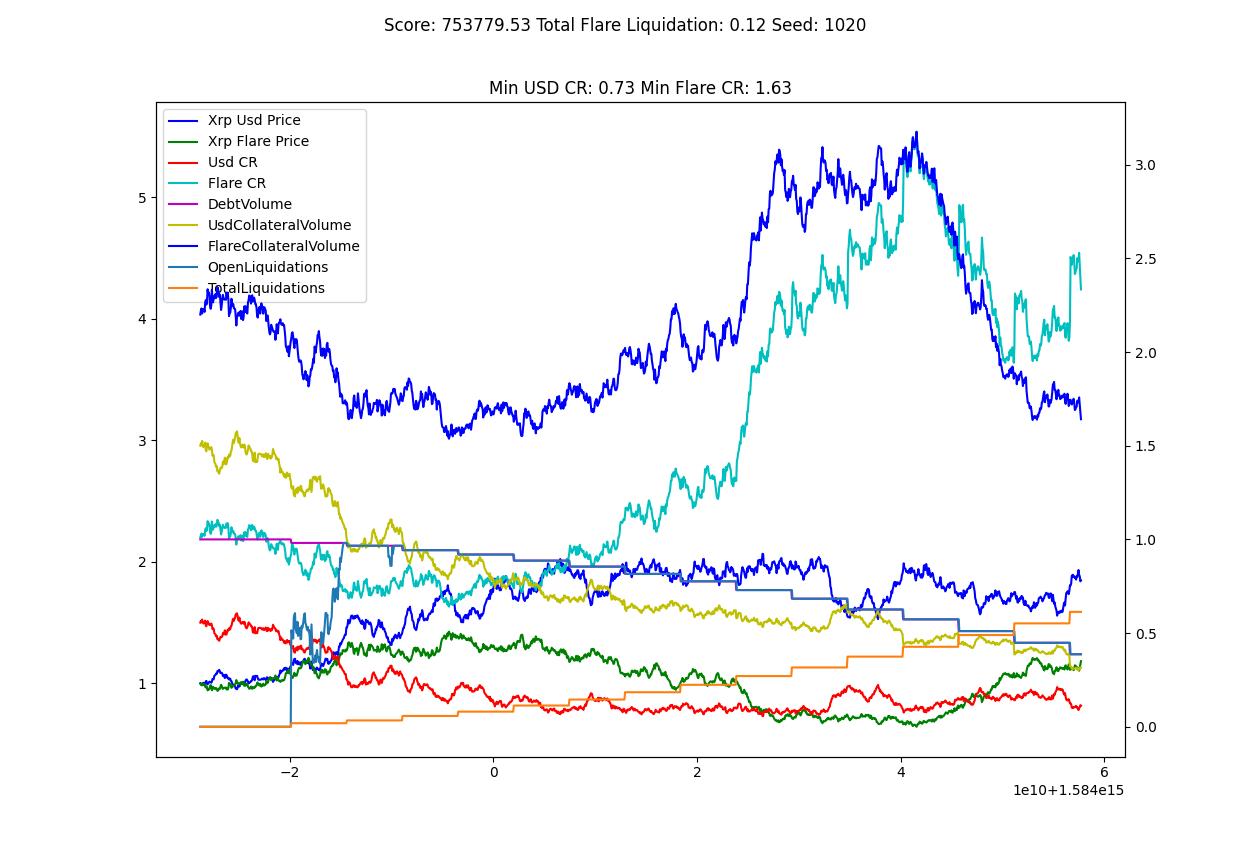 Score: 753779.53 Total Flare Liquidation: 0.12 Seed: 1020
Min USD CR: 0.73 Min Flare CR: 1.63
Xrp Usd Price
Xrp Flare Price
Usd CR
Flare CR
DebtVolume
UsdCollateralVolume
FlareCollateralVolume
OpenLiquidations
TotalLiquidations
5
4
3
2
1
3.0
2.5
2.0
1.5
1.0
0.5
0.0
−2
0
2
4
6
1e10+1.584e15